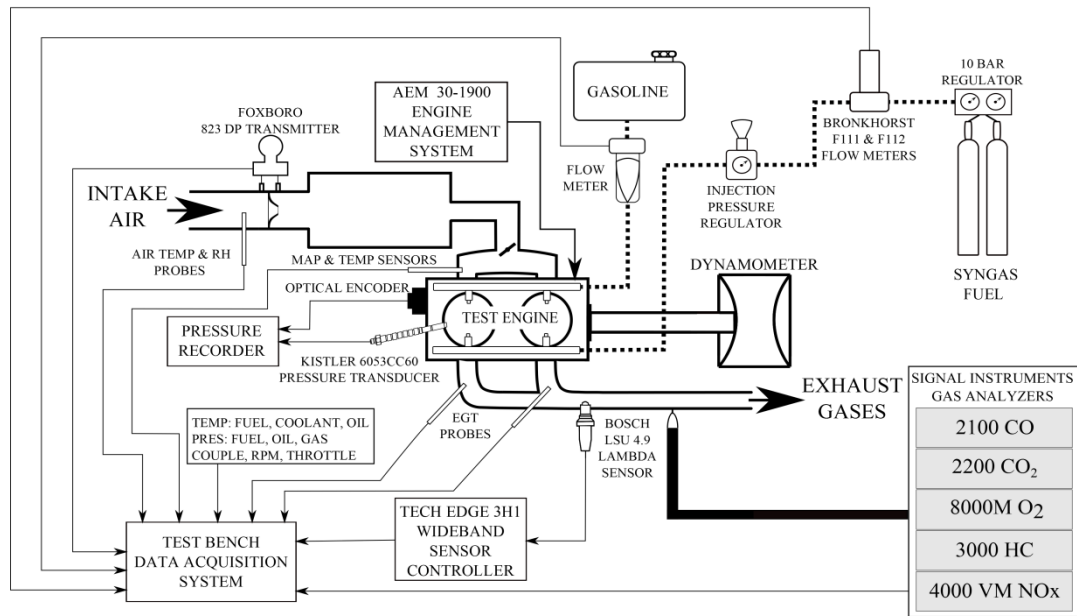 AEM 30-1900
ENGINE
MANAGEMENT
SYSTEM
GASOLINE
10 BAR
REGULATOR
FOXBORO
823 DP TRANSMITTER
BRONKHORST
F111 & F112
FLOW METERS
FLOW
METER
INJECTION
PRESSURE
REGULATOR
INTAKE
AIR
AIR TEMP & RH
PROBES
MAP & TEMP SENSORS
OPTICAL ENCODER
DYNAMOMETER
SYNGAS
FUEL
TEST ENGINE
PRESSURE
RECORDER
KISTLER 6053CC60
PRESSURE TRANSDUCER
EXHAUST
GASES
SIGNAL INSTRUMENTS
GAS ANALYZERS
2100 CO
2200 CO₂
8000M O₂
3000 HC
4000 VM NOx
TEMP: FUEL, COOLANT, OIL
PRES: FUEL, OIL, GAS
COUPLE, RPM, THROTTLE
EGT
PROBES
BOSCH
LSU 4.9
LAMBDA
SENSOR
TECH EDGE 3H1
WIDEBAND
SENSOR
CONTROLLER
TEST BENCH
DATA ACQUISITION
SYSTEM